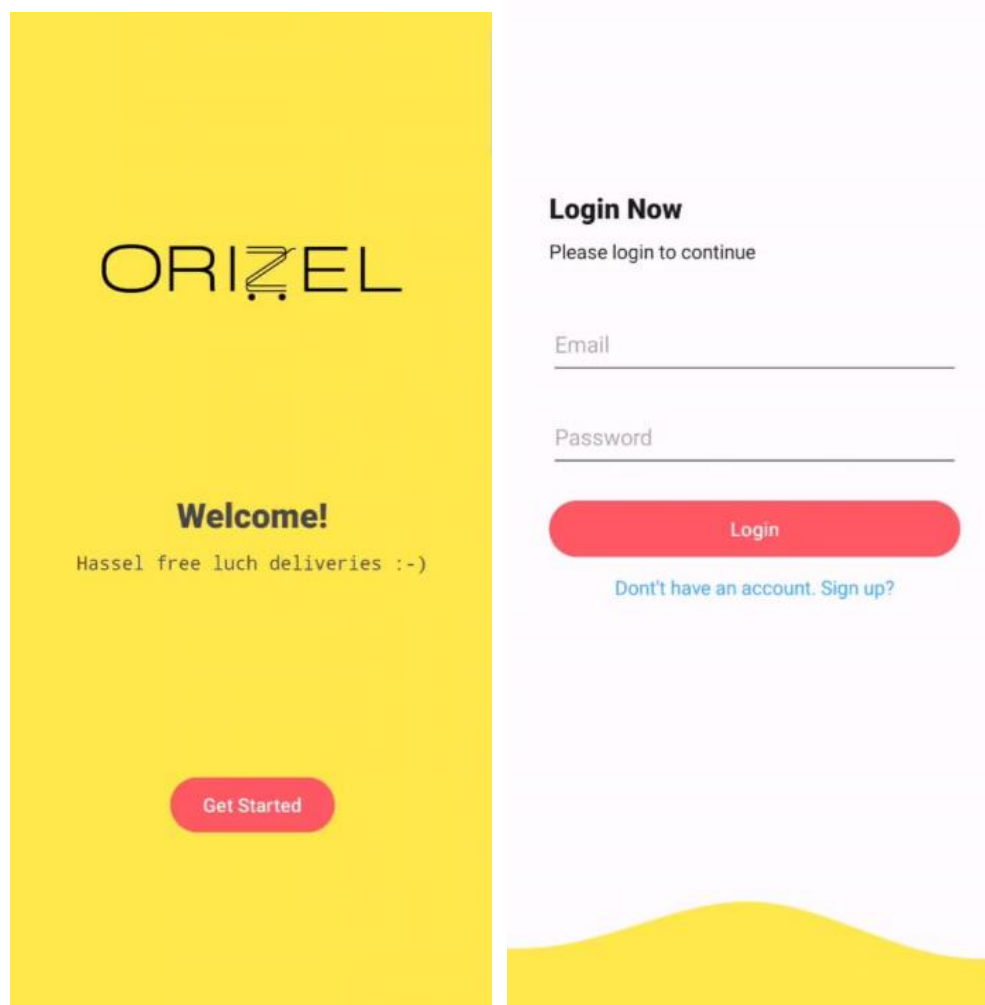 ORIZEL
Welcome!
Hassel free luch deliveries :-)
Get Started
Login Now
Please login to continue
Email
Password
Login
Dont't have an account. Sign up?